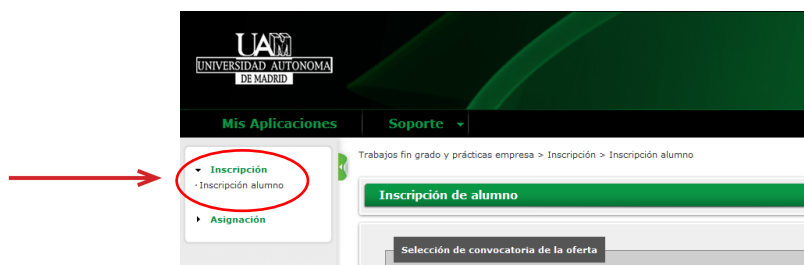 UAM
UNIVERSIDAD AUTONOMA
DE MADRID
Mis Aplicaciones Soporte
Trabajos fin grado y prácticas empresa > Inscripción > Inscripción alumno
Inscripción
Inscripción alumno
Asignación
Inscripción de alumno
Selección de convocatoria de la oferta